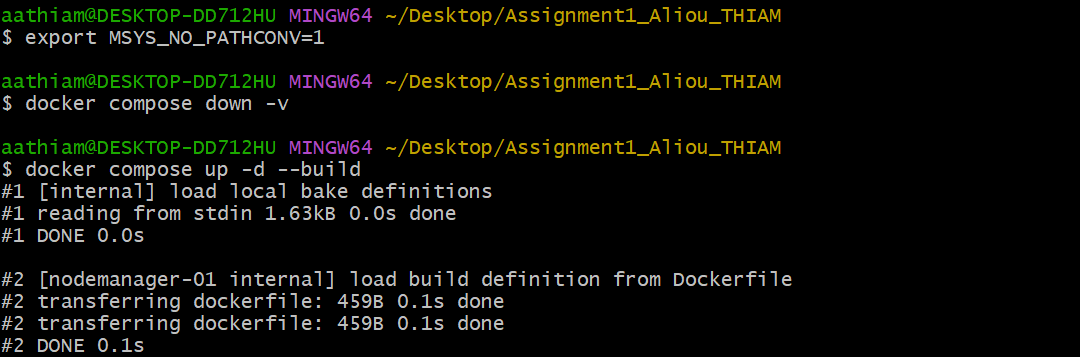 aathiam@DESKTOP-DD712HU MINGW64 ~/Desktop/Assignment1_Aliou_THIAM
$ export MSYS_NO_PATHCONV=1
aathiam@DESKTOP-DD712HU MINGW64 ~/Desktop/Assignment1_Aliou_THIAM
$ docker compose down -v
aathiam@DESKTOP-DD712HU MINGW64 ~/Desktop/Assignment1_Aliou_THIAM
$ docker compose up -d --build
#1 [internal] load local bake definitions
#1 reading from stdin 1.63kB 0.0s done
#1 DONE 0.0s
#2 [nodemanager-01 internal] load build definition from Dockerfile
#2 transferring dockerfile: 459B 0.1s done
#2 transferring dockerfile: 459B 0.1s done
#2 DONE 0.1s